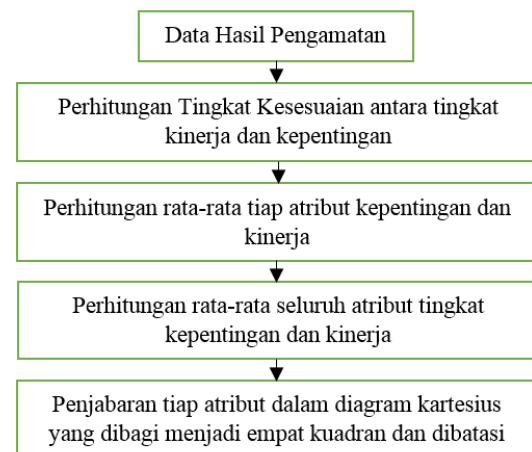 Data Hasil Pengamatan
Perhitungan Tingkat Kesesuaian antara tingkat
kinerja dan kepentingan
Perhitungan rata-rata tiap atribut kepentingan dan
kinerja
Perhitungan rata-rata seluruh atribut tingkat
kepentingan dan kinerja
Penjabaran tiap atribut dalam diagram kartesius
yang dibagi menjadi empat kuadran dan dibatasi